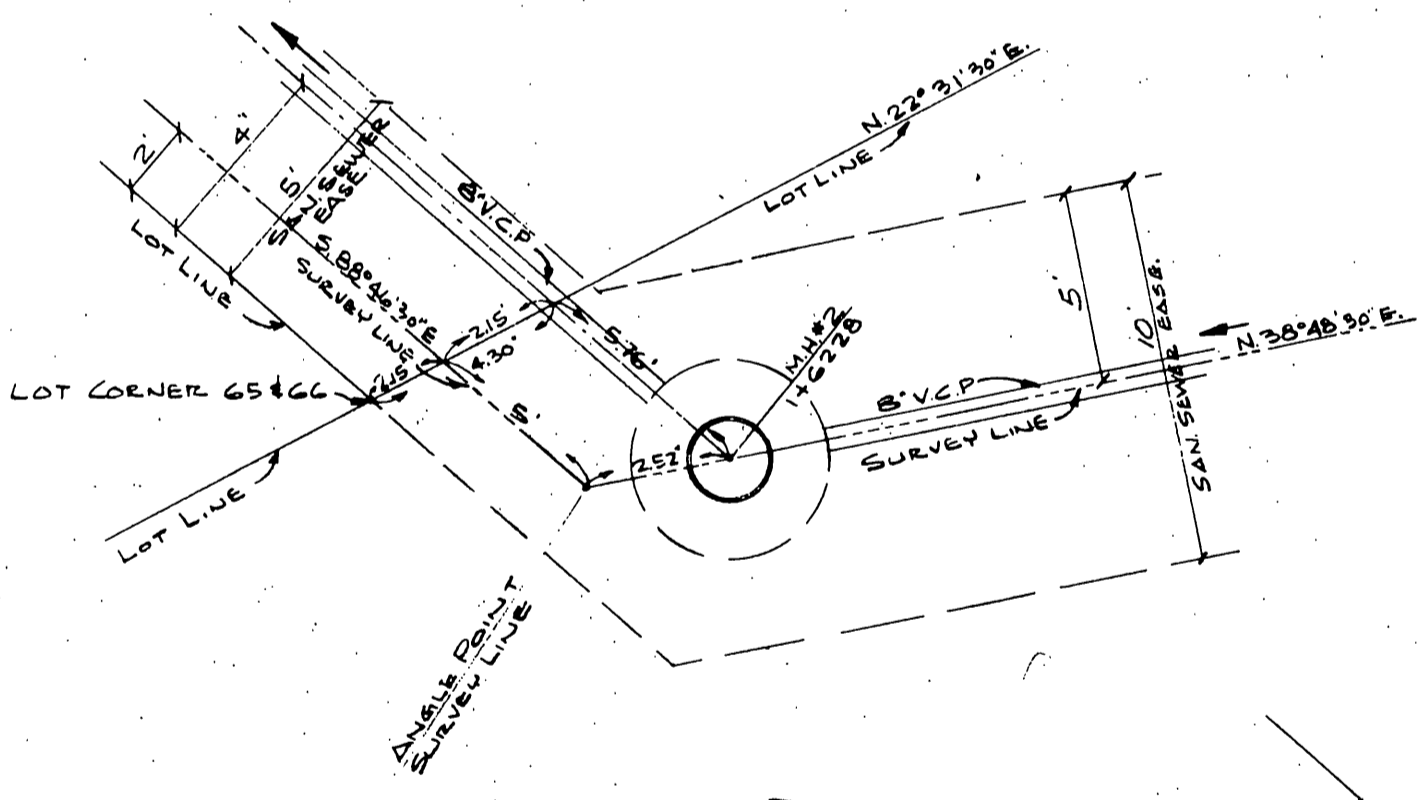 N. 22° 31' 30" E.
LOT LINE
2'
4'
5'
SAN. SEWER
EASE.
8" V.C.P.
LOT LINE
S. 88° 46' 30" E
SURVEY LINE
2.15'
4.30'
2.15'
5.76'
5'
2.52'
M.H. #2
1+62.28
LOT CORNER 65 & 66
LOT LINE
8" V.C.P.
SURVEY LINE
5'
10'
SAN. SEWER EASE.
N. 38° 48' 30" E.
ANGLE POINT
SURVEY LINE